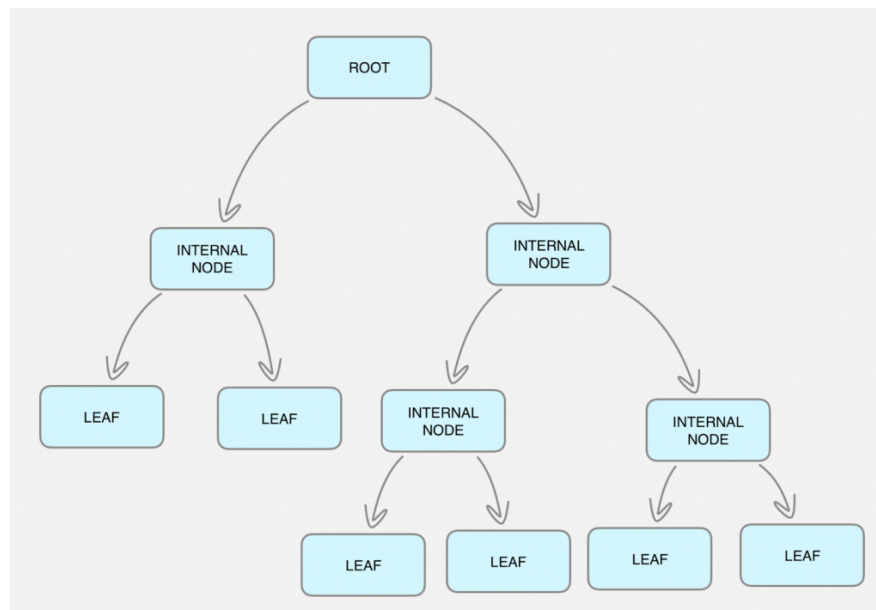 ROOT
INTERNAL
NODE
INTERNAL
NODE
LEAF
LEAF
INTERNAL
NODE
INTERNAL
NODE
LEAF
LEAF
LEAF
LEAF